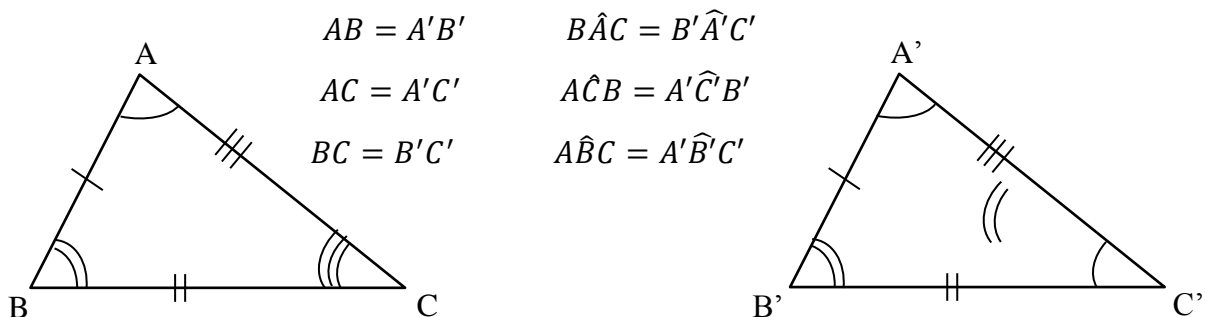 AB = A′B′ BÂC = B′Â′C′
A A’
AC = A′C′ AĈB = A′Ĉ′B′
BC = B′C′ AB̂C = A′B̂′C′
B C B’ C’